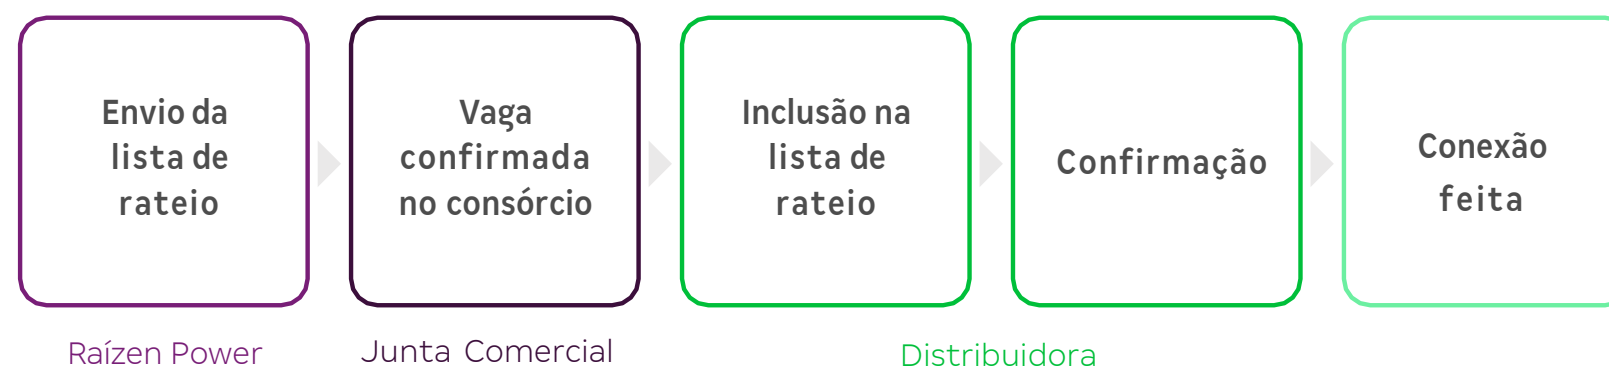 Envio da
lista de
rateio
Vaga
confirmada
no consórcio
Inclusão na
lista de
rateio
Confirmação
Conexão
feita
Raízen Power
Junta Comercial
Distribuidora